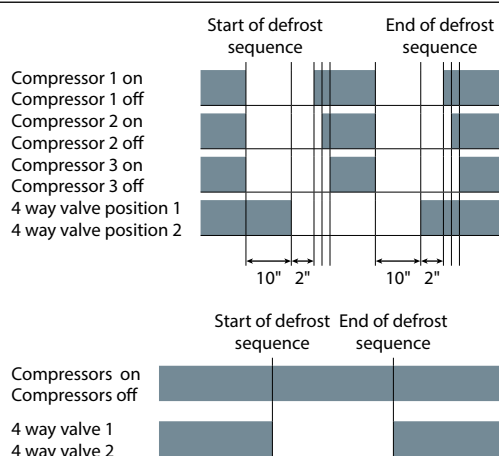 Start of defrost
sequence
End of defrost
sequence
Compressor 1 on
Compressor 1 off
Compressor 2 on
Compressor 2 off
Compressor 3 on
Compressor 3 off
4 way valve position 1
4 way valve position 2
10" 2" 10" 2"
Start of defrost
sequence
End of defrost
sequence
Compressors on
Compressors off
4 way valve 1
4 way valve 2